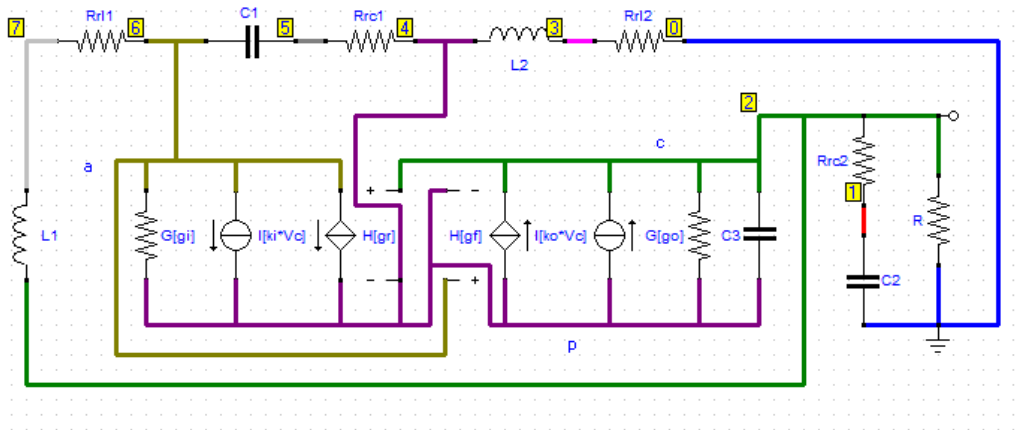 7 Rrl1 6 C1 5 Rrc1 4 L2 3 Rrl2 0
2
a c
Rrc2
1
+ -
L1 G[gi] I[ki*Vc] H[gr] H[gf] I[ko*Vc] G[go] C3 R
- - + C2
p